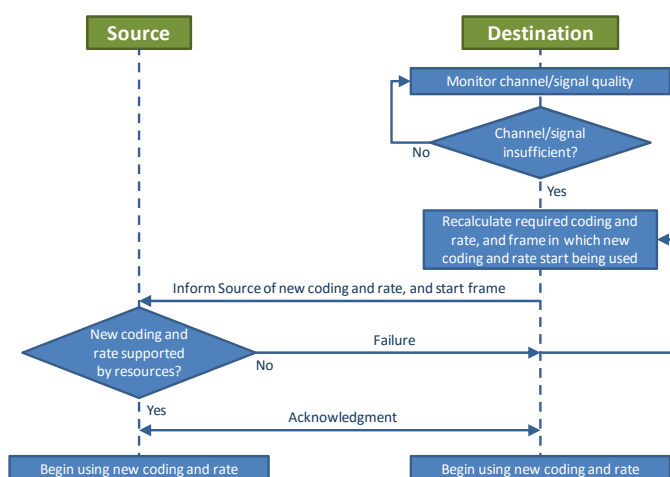 Source
Destination
Monitor channel/signal quality
Channel/signal
insufficient?
No
Yes
Recalculate required coding and
rate, and frame in which new
coding and rate start being used
Inform Source of new coding and rate, and start frame
New coding and
rate supported
by resources?
Failure
No
Yes
Acknowledgment
Begin using new coding and rate
Begin using new coding and rate